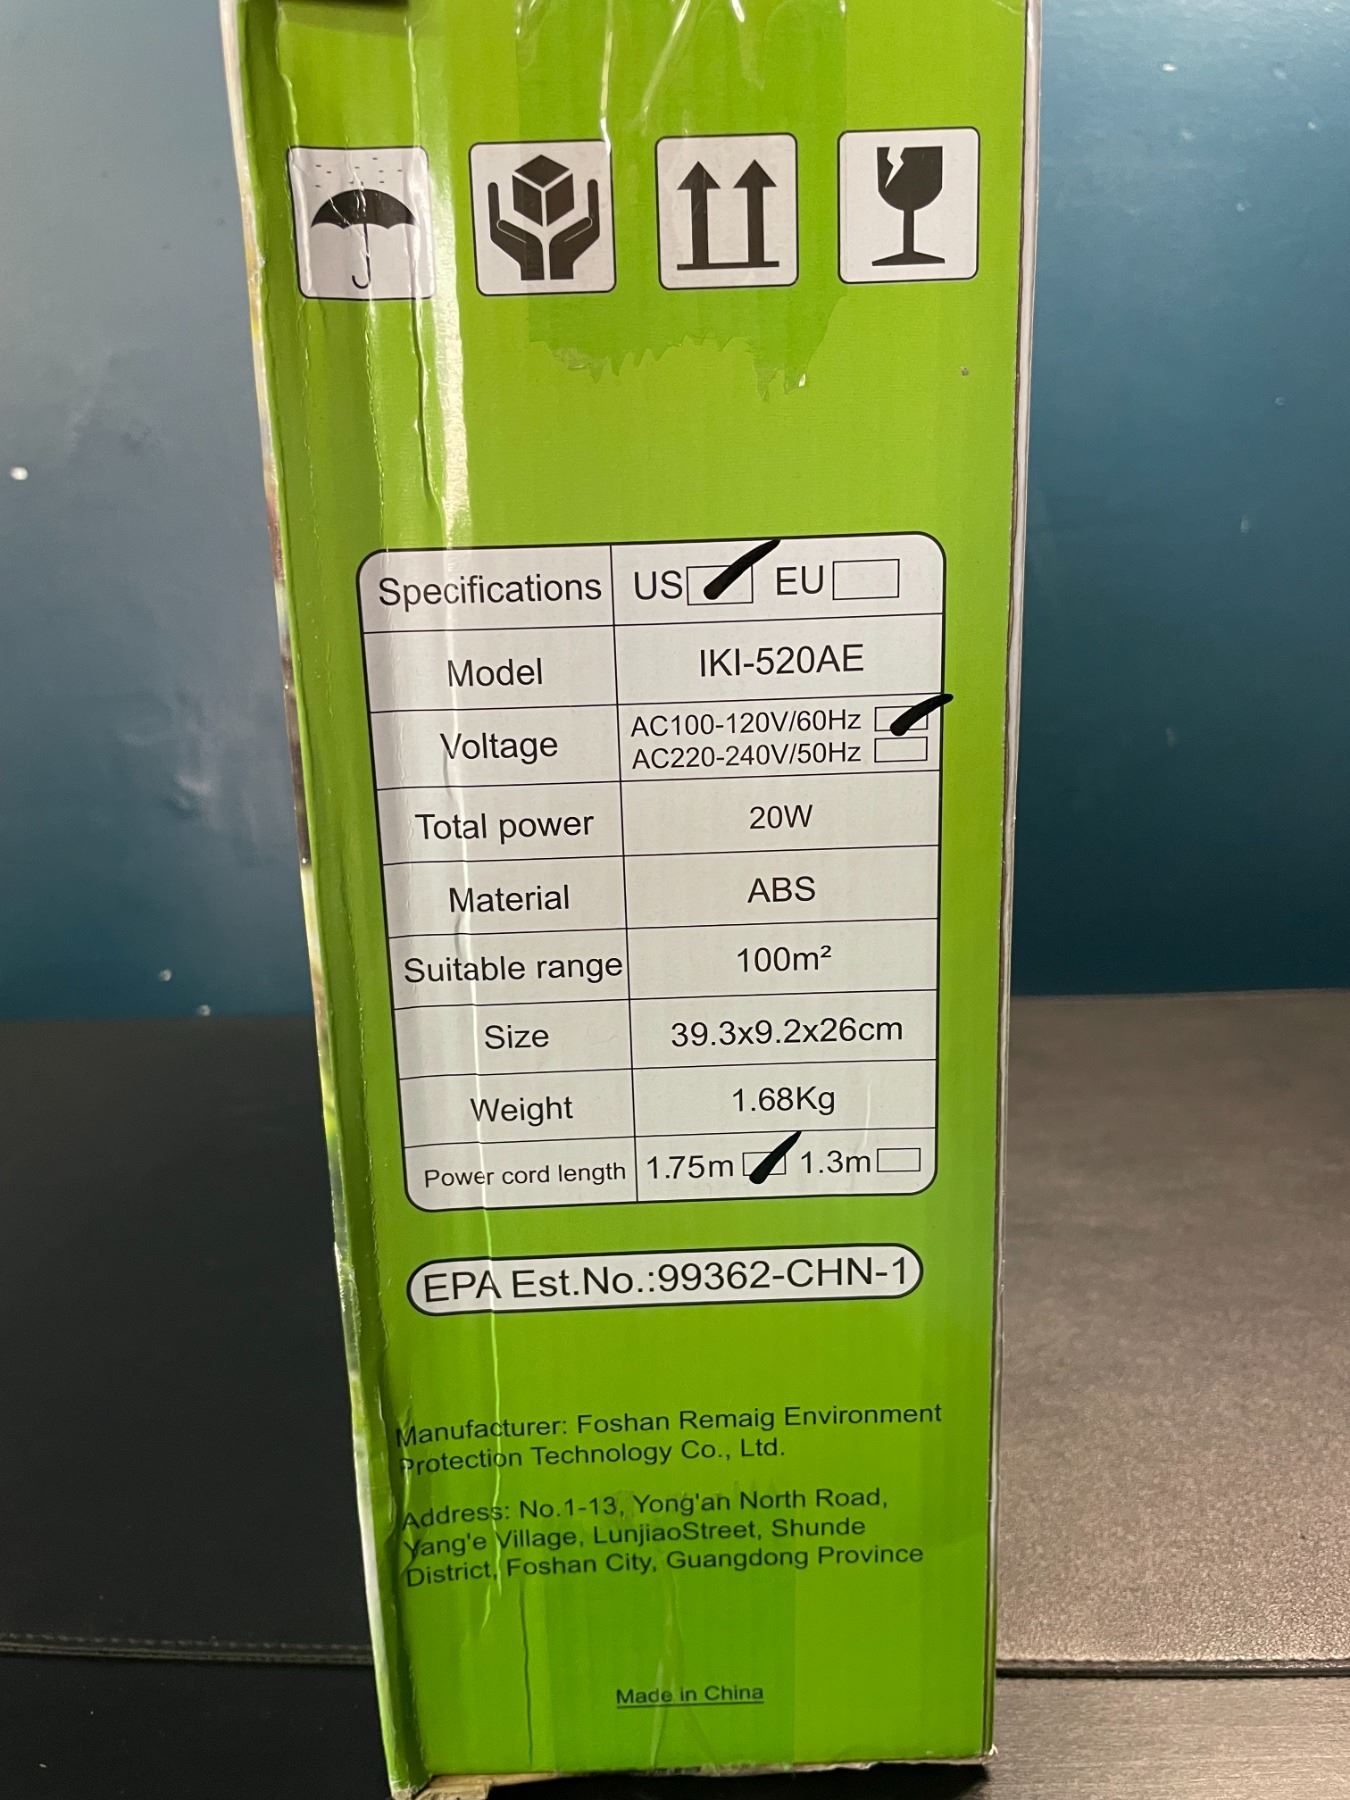 Specifications US EU
Model IKI-520AE
Voltage AC100-120V/60Hz
AC220-240V/50Hz
Total power 20W
Material ABS
Suitable range 100m²
Size 39.3x9.2x26cm
Weight 1.68Kg
Power cord length 1.75m 1.3m
EPA Est.No.:99362-CHN-1
Manufacturer: Foshan Remaig Environment
Protection Technology Co., Ltd.
Address: No.1-13, Yong'an North Road,
Yang'e Village, LunjiaoStreet, Shunde
District, Foshan City, Guangdong Province
Made in China